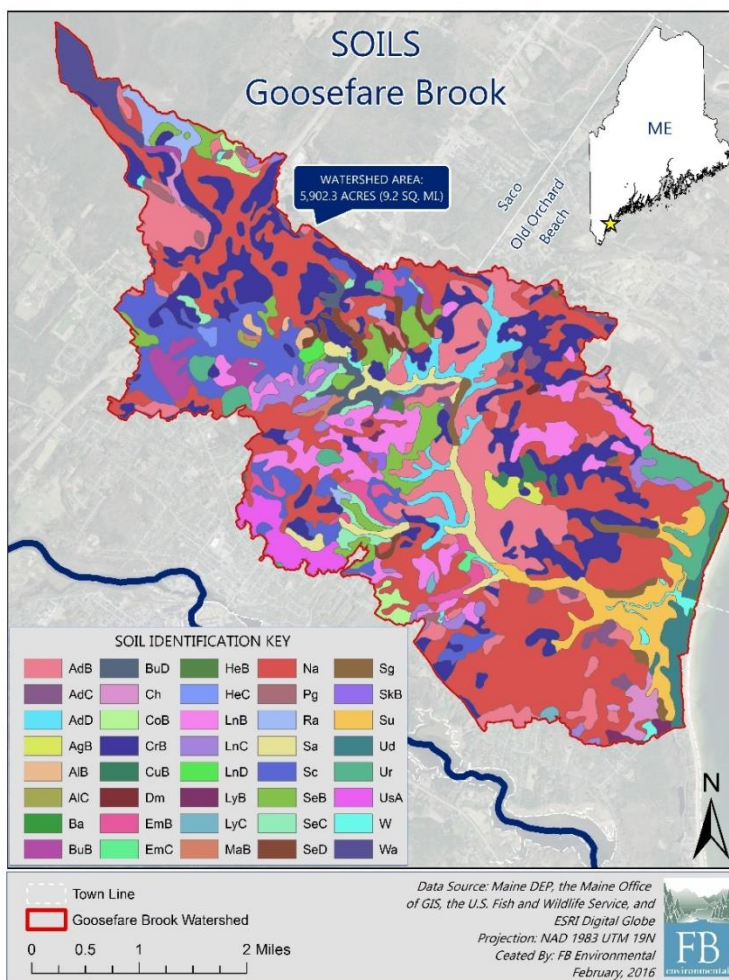 SOILS
Goosefare Brook
ME
WATERSHED AREA:
5,902.3 ACRES (9.2 SQ. MI.)
Saco
Old Orchard
Beach
SOIL IDENTIFICATION KEY
AdB BuD HeB Na Sg
AdC Ch HeC Pg SkB
AdD CoB LnB Ra Su
AgB CrB LnC Sa Ud
AlB CuB LnD Sc Ur
AlC Dm LyB SeB UsA
Ba EmB LyC SeC W
BuB EmC MaB SeD Wa
N
Town Line
Goosefare Brook Watershed
0 0.5 1 2 Miles
Data Source: Maine DEP, the Maine Office
of GIS, the U.S. Fish and Wildlife Service, and
ESRI Digital Globe
Projection: NAD 1983 UTM 19N
Ceated By: FB Environmental
February, 2016
FB
environmental